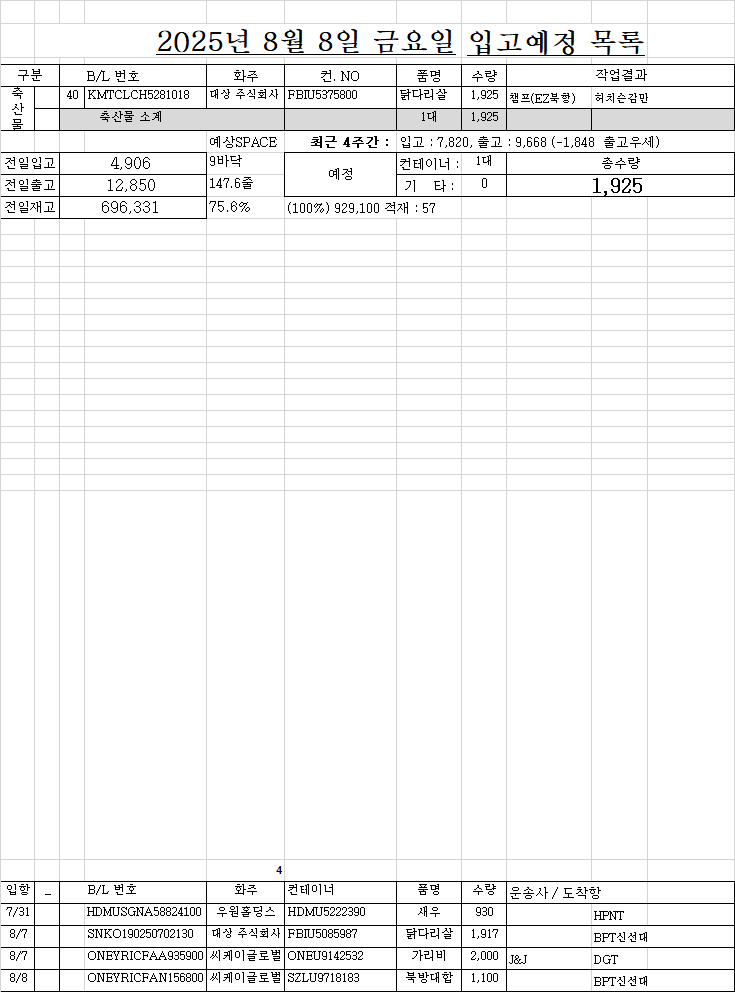 2025년 8월 8일 금요일 입고예정 목록
구분 B/L 번호 화주 컨. NO 품명 수량 작업결과
축산물 40 KMTCLCH5281018 대상 주식회사 FBIU5375800 닭다리살 1,925 챔프(EZ북항) 허치슨감만
축산물 소계 1대 1,925
예상SPACE 최근 4주간 : 입고 : 7,820, 출고 : 9,668 (-1,848 출고우세)
전일입고 4,906 9바닥 예정 컨테이너 : 1대 총수량
전일출고 12,850 147.6줄 기 타 : 0 1,925
전일재고 696,331 75.6% (100%) 929,100 적재 : 57
4
입항 _ B/L 번호 화주 컨테이너 품명 수량 운송사 / 도착항
7/31 HDMUSGNA58824100 우원홀딩스 HDMU5222390 새우 930 HPNT
8/7 SNKO190250702130 대상 주식회사 FBIU5085987 닭다리살 1,917 BPT신선대
8/7 ONEYRICFAA935900 씨케이글로벌 ONEU9142532 가리비 2,000 J&J DGT
8/8 ONEYRICFAN156800 씨케이글로벌 SZLU9718183 북방대합 1,100 BPT신선대